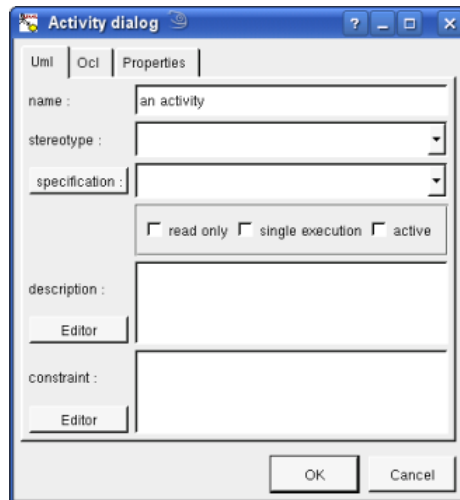 Activity dialog ?
Uml Ocl Properties
name : an activity
stereotype :
specification :
read only single execution active
description :
Editor
constraint :
Editor
OK Cancel